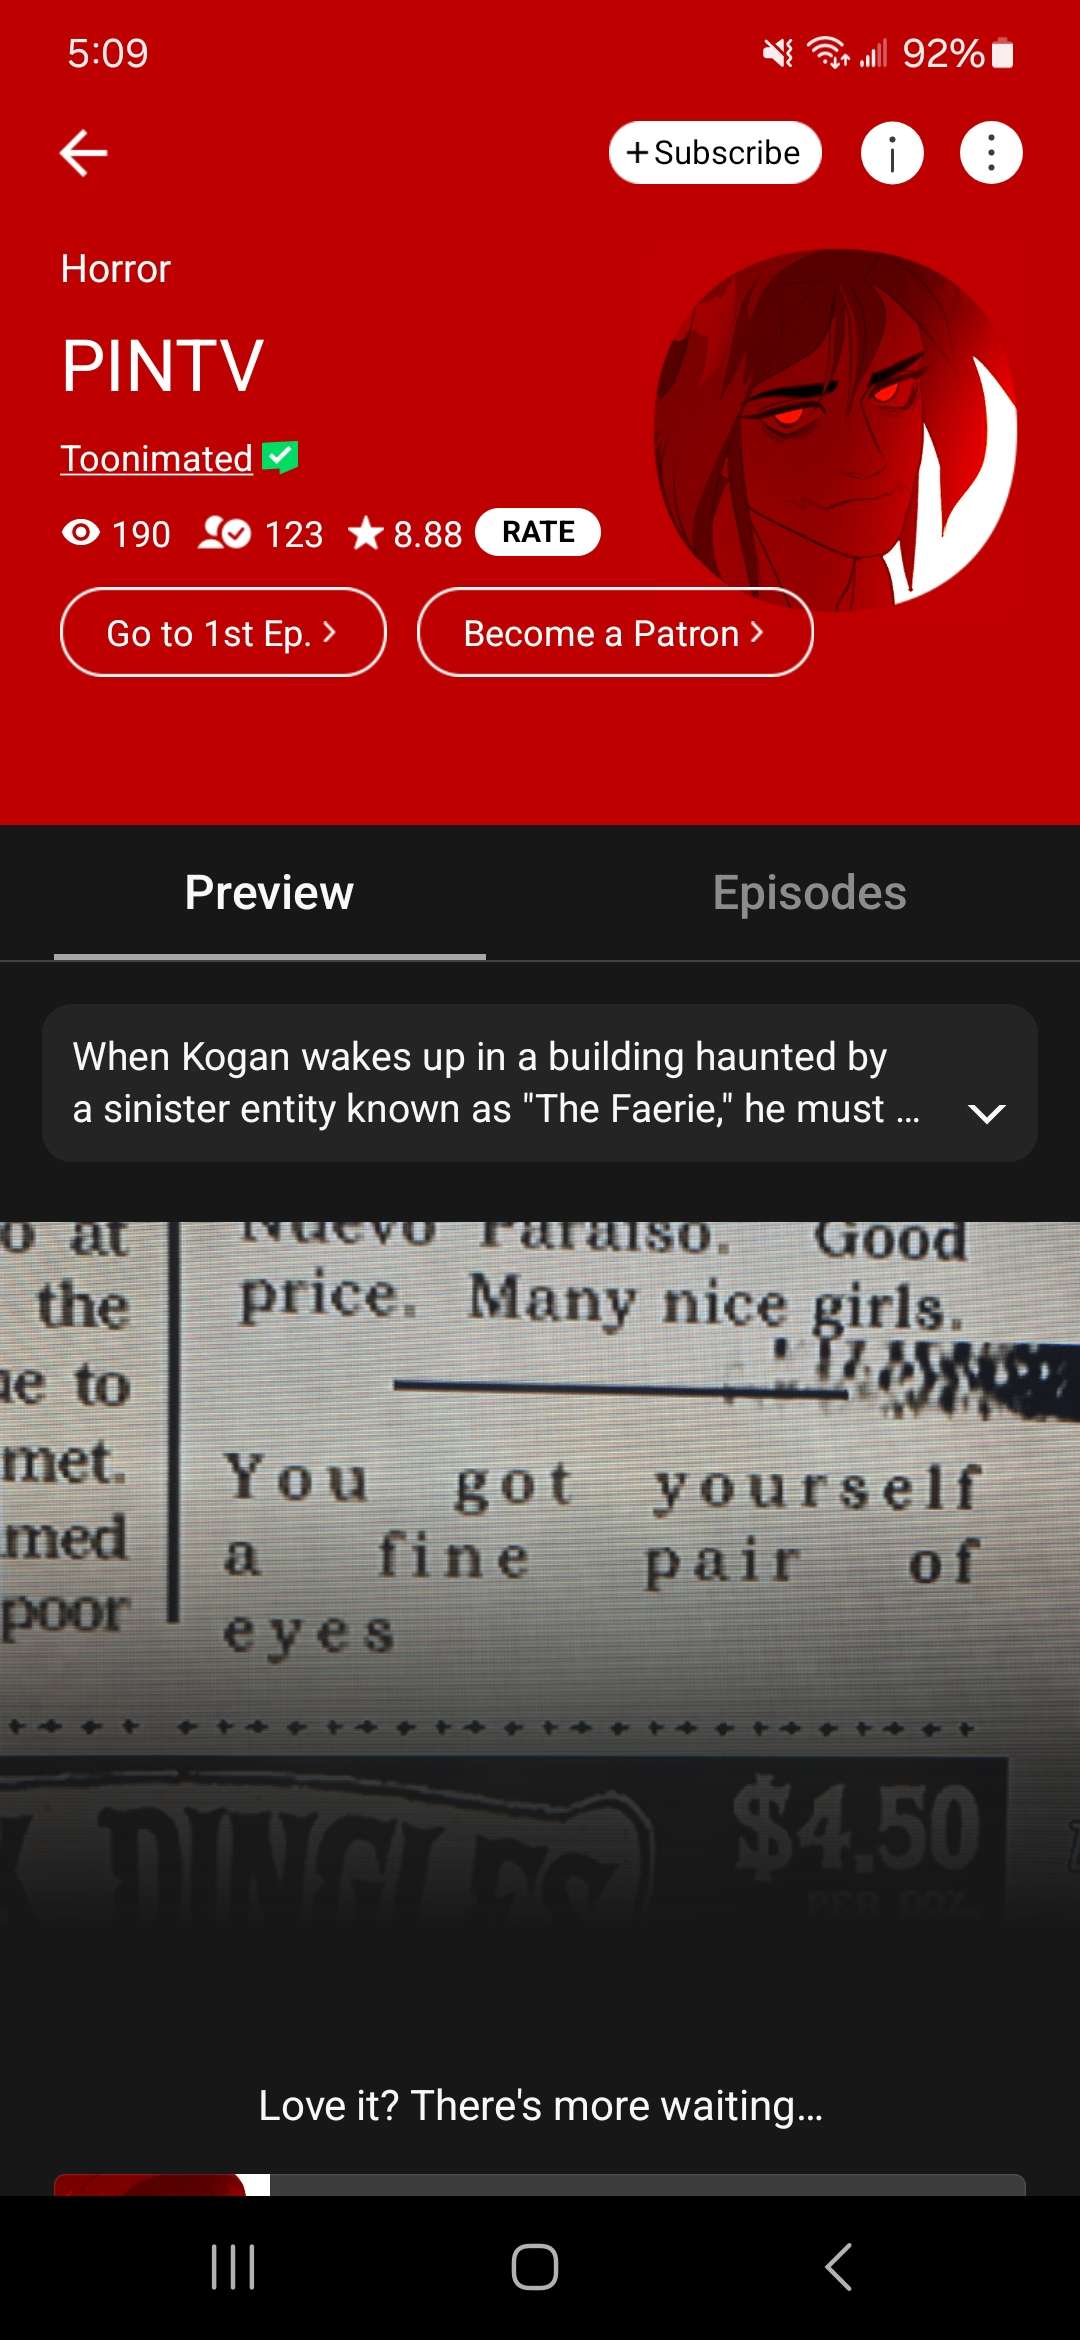 5:09
92%
+ Subscribe
Horror
PINTV
Toonimated
190 123 8.88 RATE
Go to 1st Ep. >
Become a Patron >
Preview
Episodes
When Kogan wakes up in a building haunted by
a sinister entity known as "The Faerie," he must ...
o at
the
to
met.
med
poor
Nuevo Paraiso. Good
price. Many nice girls.
You got yourself
a fine pair of
eyes
DINGLES
$4.50
PER DOZ.
Love it? There's more waiting...